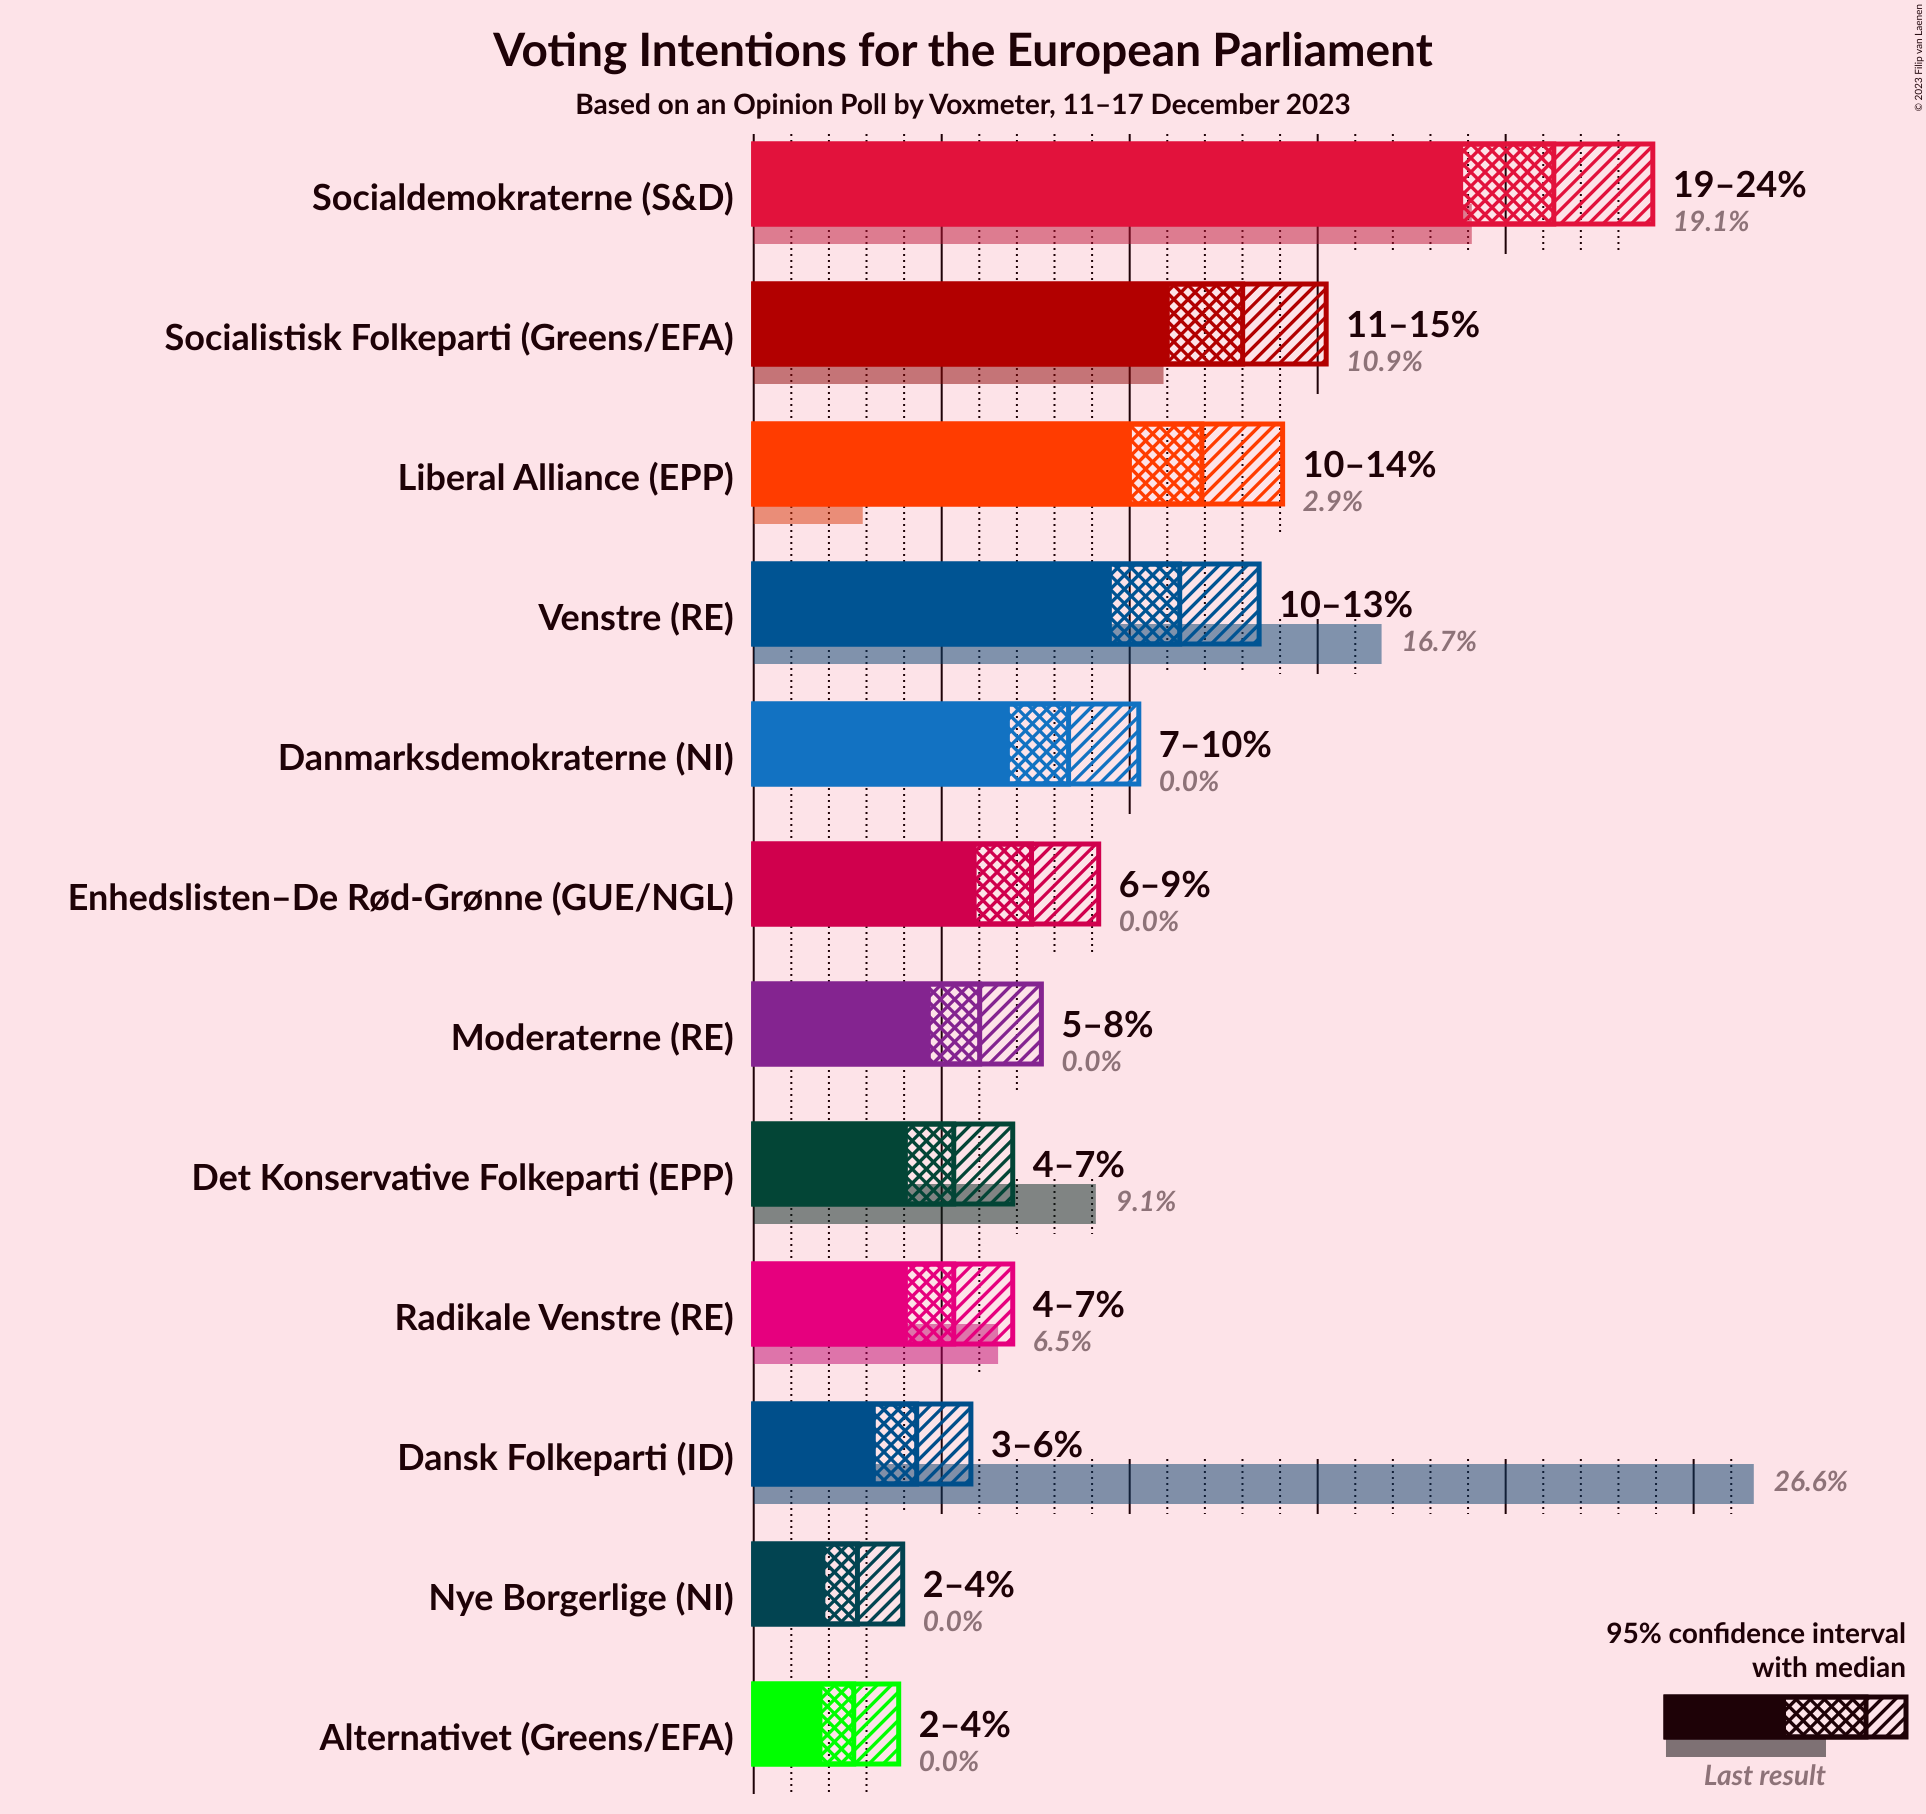 Voting Intentions for the European Parliament
Based on an Opinion Poll by Voxmeter, 11–17 December 2023
© 2023 Filip van Laenen
Socialdemokraterne (S&D)
19–24%
19.1%
Socialistisk Folkeparti (Greens/EFA)
11–15%
10.9%
Liberal Alliance (EPP)
10–14%
2.9%
Venstre (RE)
10–13%
16.7%
Danmarksdemokraterne (NI)
7–10%
0.0%
Enhedslisten–De Rød-Grønne (GUE/NGL)
6–9%
0.0%
Moderaterne (RE)
5–8%
0.0%
Det Konservative Folkeparti (EPP)
4–7%
9.1%
Radikale Venstre (RE)
4–7%
6.5%
Dansk Folkeparti (ID)
3–6%
26.6%
Nye Borgerlige (NI)
2–4%
0.0%
Alternativet (Greens/EFA)
2–4%
0.0%
95% confidence interval
with median
Last result